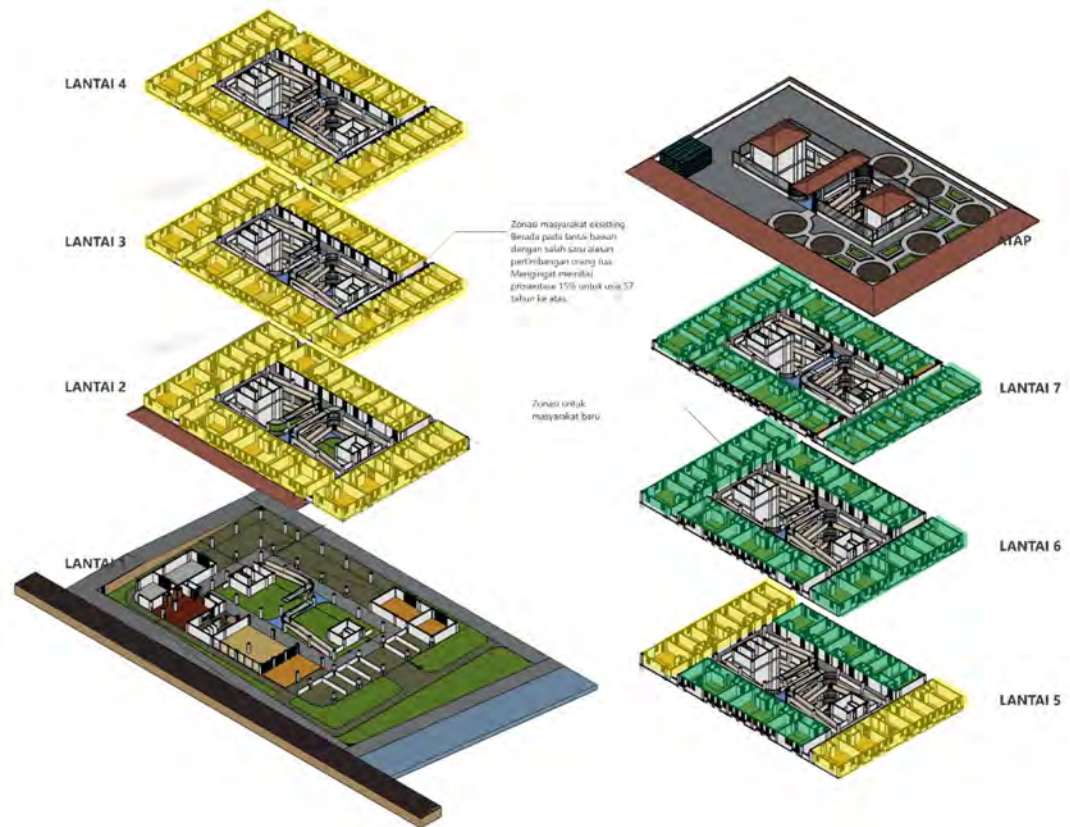 LANTAI 4
LANTAI 3
LANTAI 2
LANTAI 1
Zonasi masyarakat existing.
Berada pada lantai bawah
dengan salah satu alasan
pertimbangan orang tua.
Mengingat memiliki
prosentase 15% untuk usia 57
tahun ke atas.
Zonasi untuk
masyarakat baru
ATAP
LANTAI 7
LANTAI 6
LANTAI 5